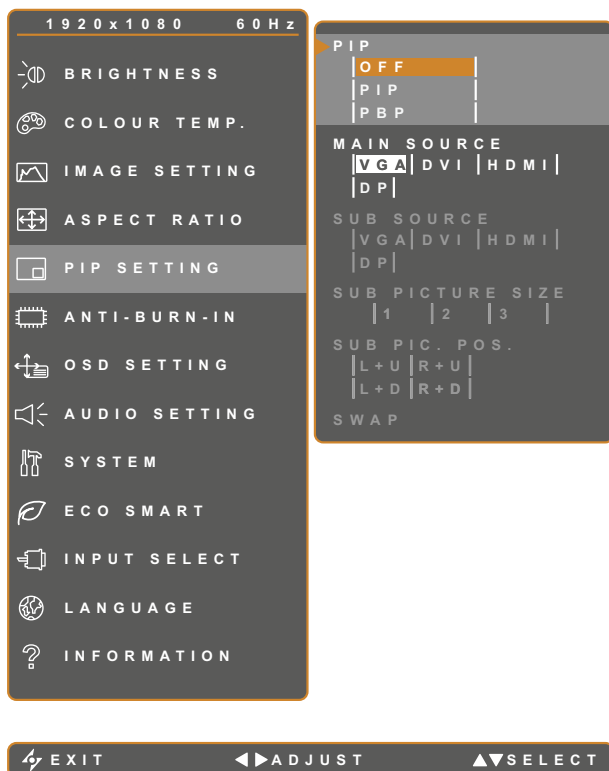 1920x1080 60Hz
BRIGHTNESS
COLOUR TEMP.
IMAGE SETTING
ASPECT RATIO
PIP SETTING
ANTI-BURN-IN
OSD SETTING
AUDIO SETTING
SYSTEM
ECO SMART
INPUT SELECT
LANGUAGE
INFORMATION
PIP
OFF
PIP
PBP
MAIN SOURCE
VGA DVI HDMI
DP
SUB SOURCE
VGA DVI HDMI
DP
SUB PICTURE SIZE
1 2 3
SUB PIC. POS.
L+U R+U
L+D R+D
SWAP
EXIT ADJUST SELECT